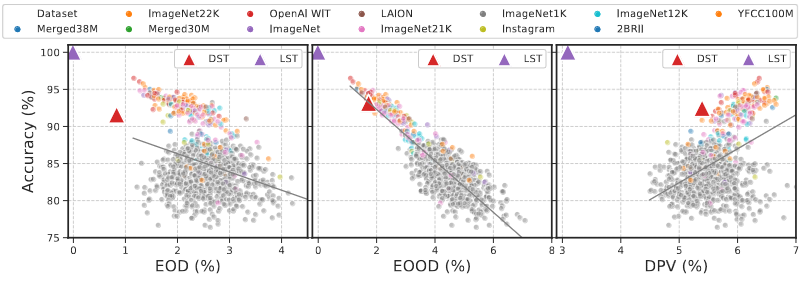 Dataset ImageNet22K OpenAI WIT LAION ImageNet1K ImageNet12K YFCC100M
Merged38M Merged30M ImageNet ImageNet21K Instagram 2BRII
DST LST DST LST DST LST
100
95
90
85
80
75
Accuracy (%)
0 1 2 3 4 0 2 4 6 8 3 4 5 6 7
EOD (%) EOOD (%) DPV (%)